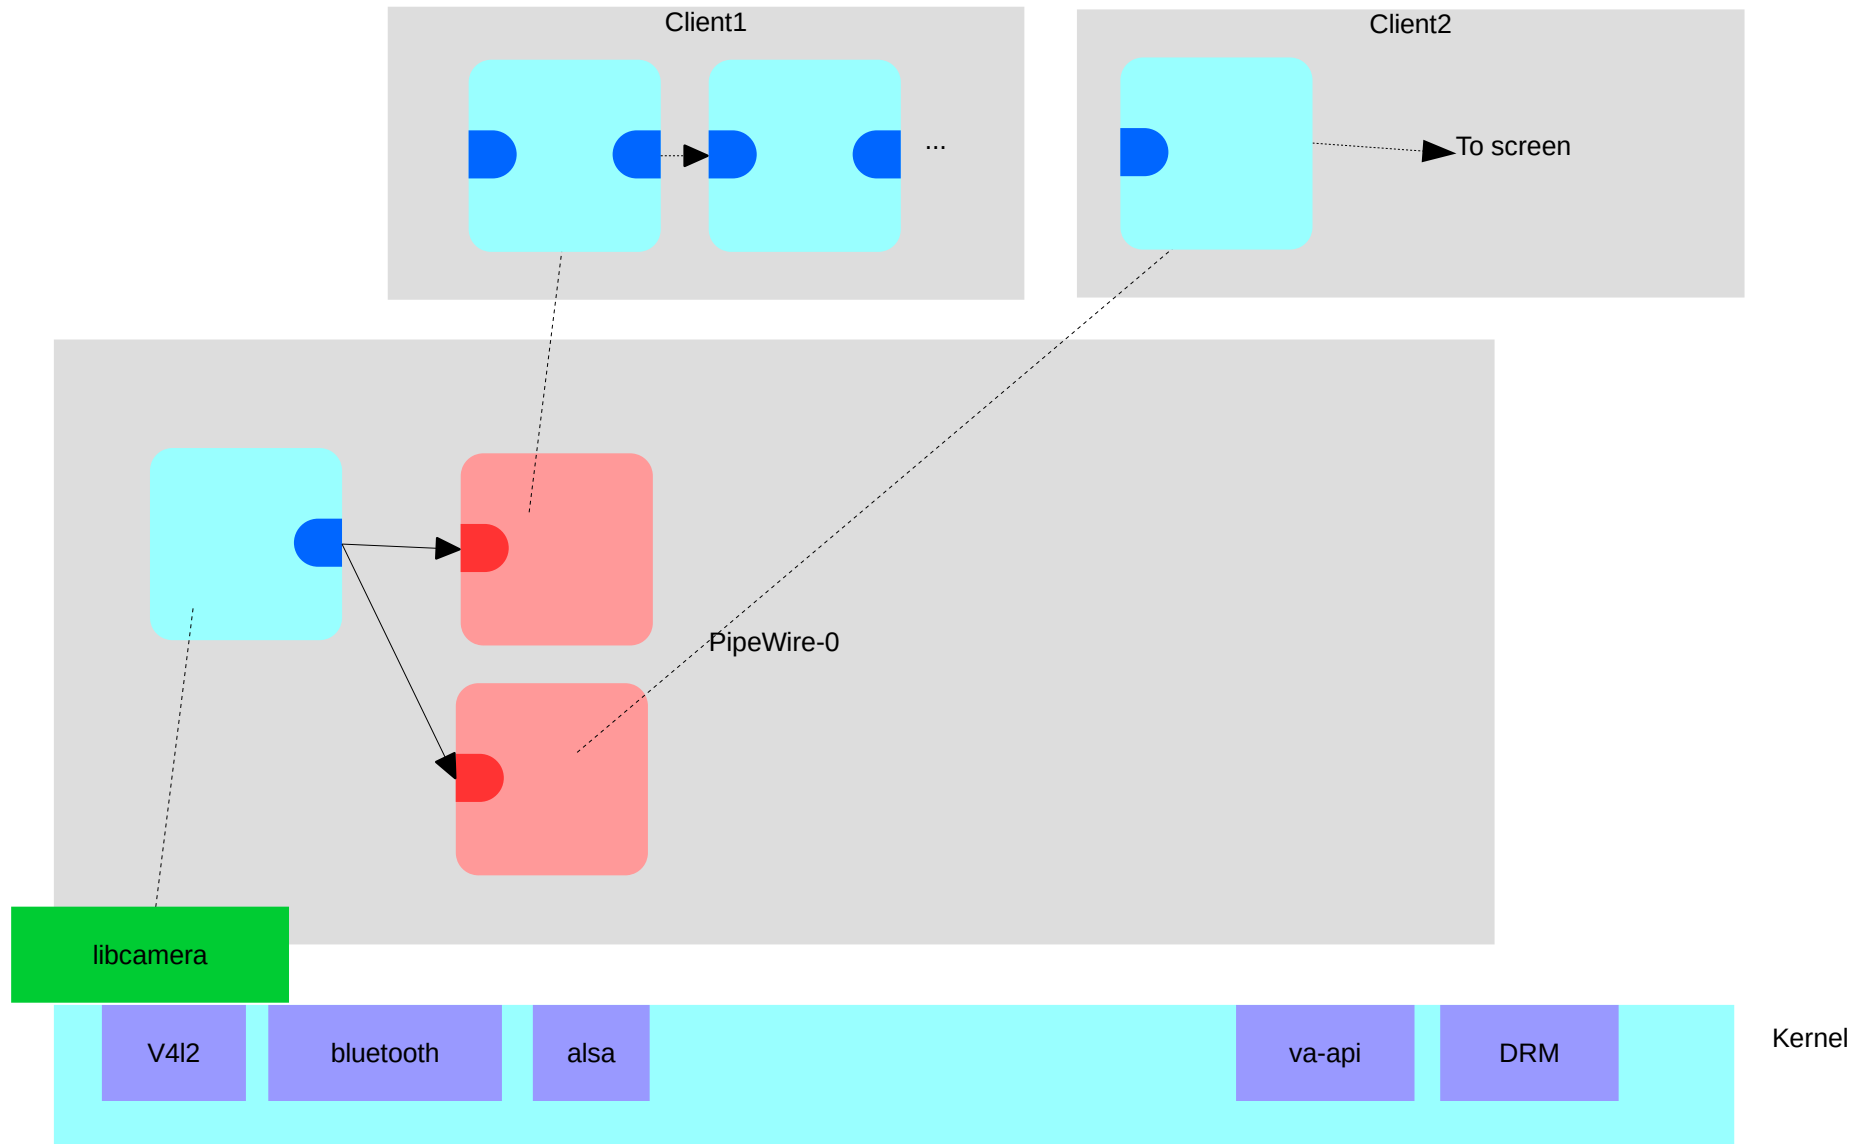 Client1
Client2
...
To screen
PipeWire-0
libcamera
V4l2
bluetooth
alsa
va-api
DRM
Kernel